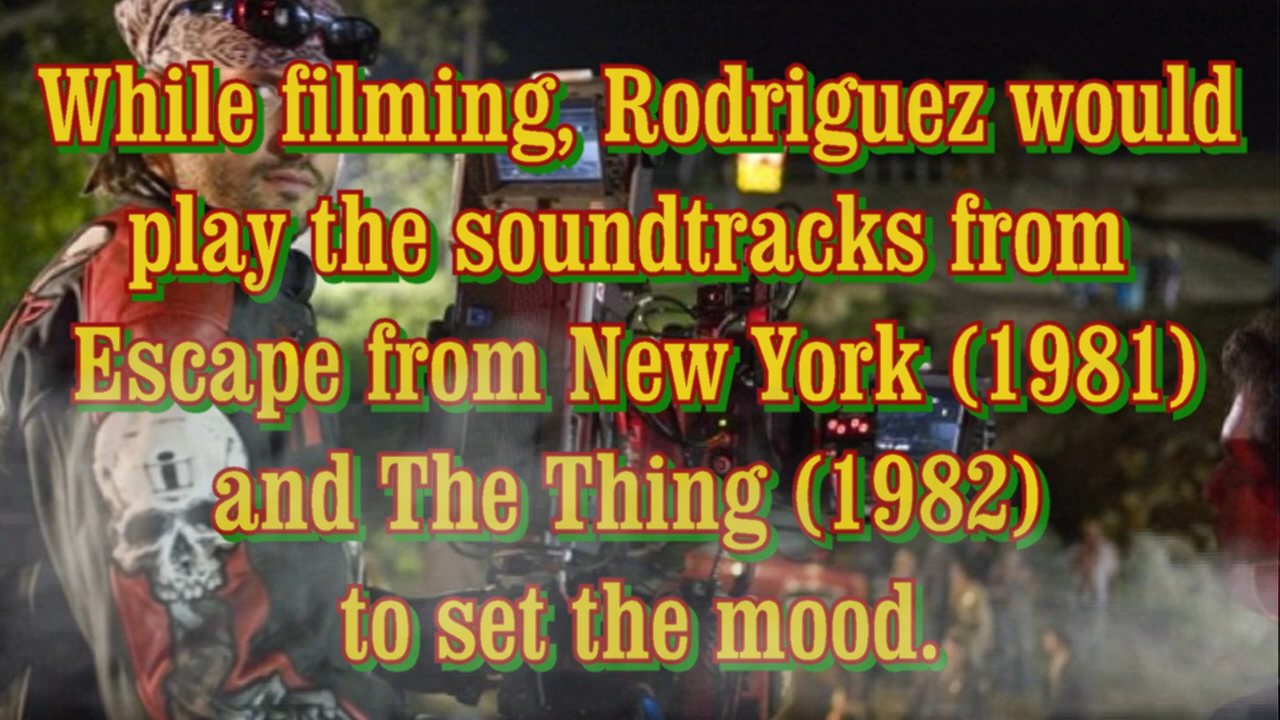 While filming, Rodriguez would
play the soundtracks from
Escape from New York (1981)
and The Thing (1982)
to set the mood.